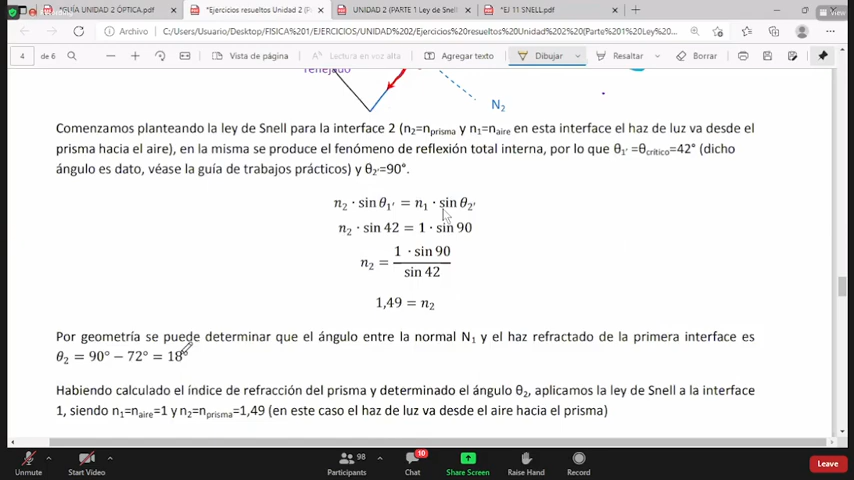 *GUÍA UNIDAD 2 ÓPTICA.pdf
*Ejercicios resueltos Unidad 2 (Pa
UNIDAD 2 (PARTE 1 Ley de Snell
*EJ 11 SNELL.pdf
Archivo C:/Users/Usuario/Desktop/FISICA%201/EJERCICIOS/UNIDAD%202/Ejercicios%20resueltos%20Unidad%202%20(Parte1%20Ley%
4 de 6 Vista de página Lectura en voz alta Agregar texto Dibujar Resaltar Borrar
reflejado
N2
Comenzamos planteando la ley de Snell para la interface 2 (n2=nprisma y n1=naire en esta interface el haz de luz va desde el
prisma hacia el aire), en la misma se produce el fenómeno de reflexión total interna, por lo que θ1'=θcrítico=42° (dicho
ángulo es dato, véase la guía de trabajos prácticos) y θ2'=90°.
n2 · sin θ1' = n1 · sin θ2'
n2 · sin 42 = 1 · sin 90
n2 = 1 · sin 90
sin 42
1,49 = n2
Por geometría se puede determinar que el ángulo entre la normal N1 y el haz refractado de la primera interface es
θ2 = 90° − 72° = 18°
Habiendo calculado el índice de refracción del prisma y determinado el ángulo θ2, aplicamos la ley de Snell a la interface
1, siendo n1=naire=1 y n2=nprisma=1,49 (en este caso el haz de luz va desde el aire hacia el prisma)
98 10
Unmute Start Video Participants Chat Share Screen Raise Hand Record Leave